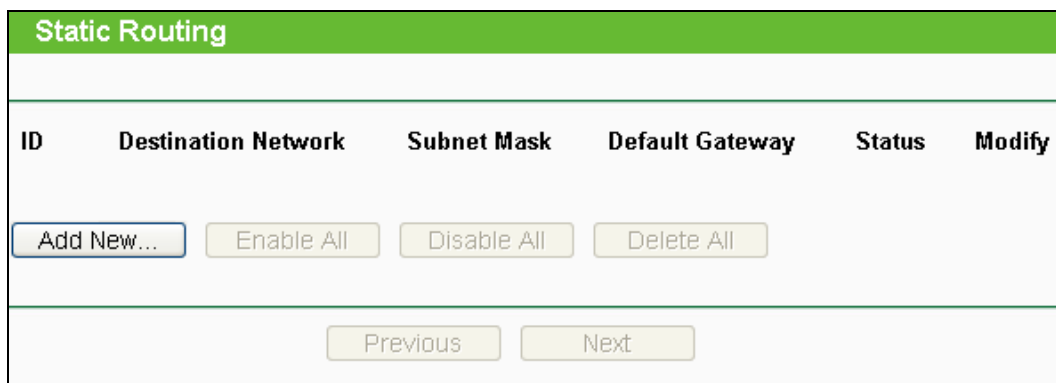 Static Routing
ID Destination Network Subnet Mask Default Gateway Status Modify
Add New... Enable All Disable All Delete All
Previous Next